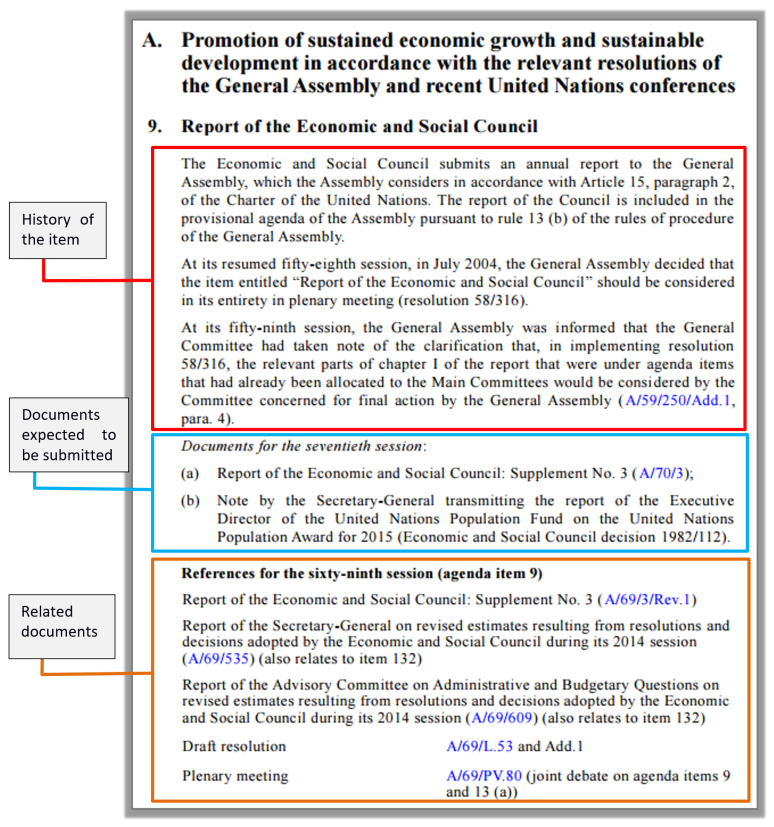 A. Promotion of sustained economic growth and sustainable
development in accordance with the relevant resolutions of
the General Assembly and recent United Nations conferences
9. Report of the Economic and Social Council
History of
the item
The Economic and Social Council submits an annual report to the General
Assembly, which the Assembly considers in accordance with Article 15, paragraph 2,
of the Charter of the United Nations. The report of the Council is included in the
provisional agenda of the Assembly pursuant to rule 13 (b) of the rules of procedure
of the General Assembly.
At its resumed fifty-eighth session, in July 2004, the General Assembly decided that
the item entitled “Report of the Economic and Social Council” should be considered
in its entirety in plenary meeting (resolution 58/316).
At its fifty-ninth session, the General Assembly was informed that the General
Committee had taken note of the clarification that, in implementing resolution
58/316, the relevant parts of chapter I of the report that were under agenda items
that had already been allocated to the Main Committees would be considered by the
Committee concerned for final action by the General Assembly (A/59/250/Add.1,
para. 4).
Documents
expected to
be submitted
Documents for the seventieth session:
(a) Report of the Economic and Social Council: Supplement No. 3 (A/70/3);
(b) Note by the Secretary-General transmitting the report of the Executive
Director of the United Nations Population Fund on the United Nations
Population Award for 2015 (Economic and Social Council decision 1982/112).
Related
documents
References for the sixty-ninth session (agenda item 9)
Report of the Economic and Social Council: Supplement No. 3 (A/69/3/Rev.1)
Report of the Secretary-General on revised estimates resulting from resolutions and
decisions adopted by the Economic and Social Council during its 2014 session
(A/69/535) (also relates to item 132)
Report of the Advisory Committee on Administrative and Budgetary Questions on
revised estimates resulting from resolutions and decisions adopted by the Economic
and Social Council during its 2014 session (A/69/609) (also relates to item 132)
Draft resolution A/69/L.53 and Add.1
Plenary meeting A/69/PV.80 (joint debate on agenda items 9
and 13 (a))